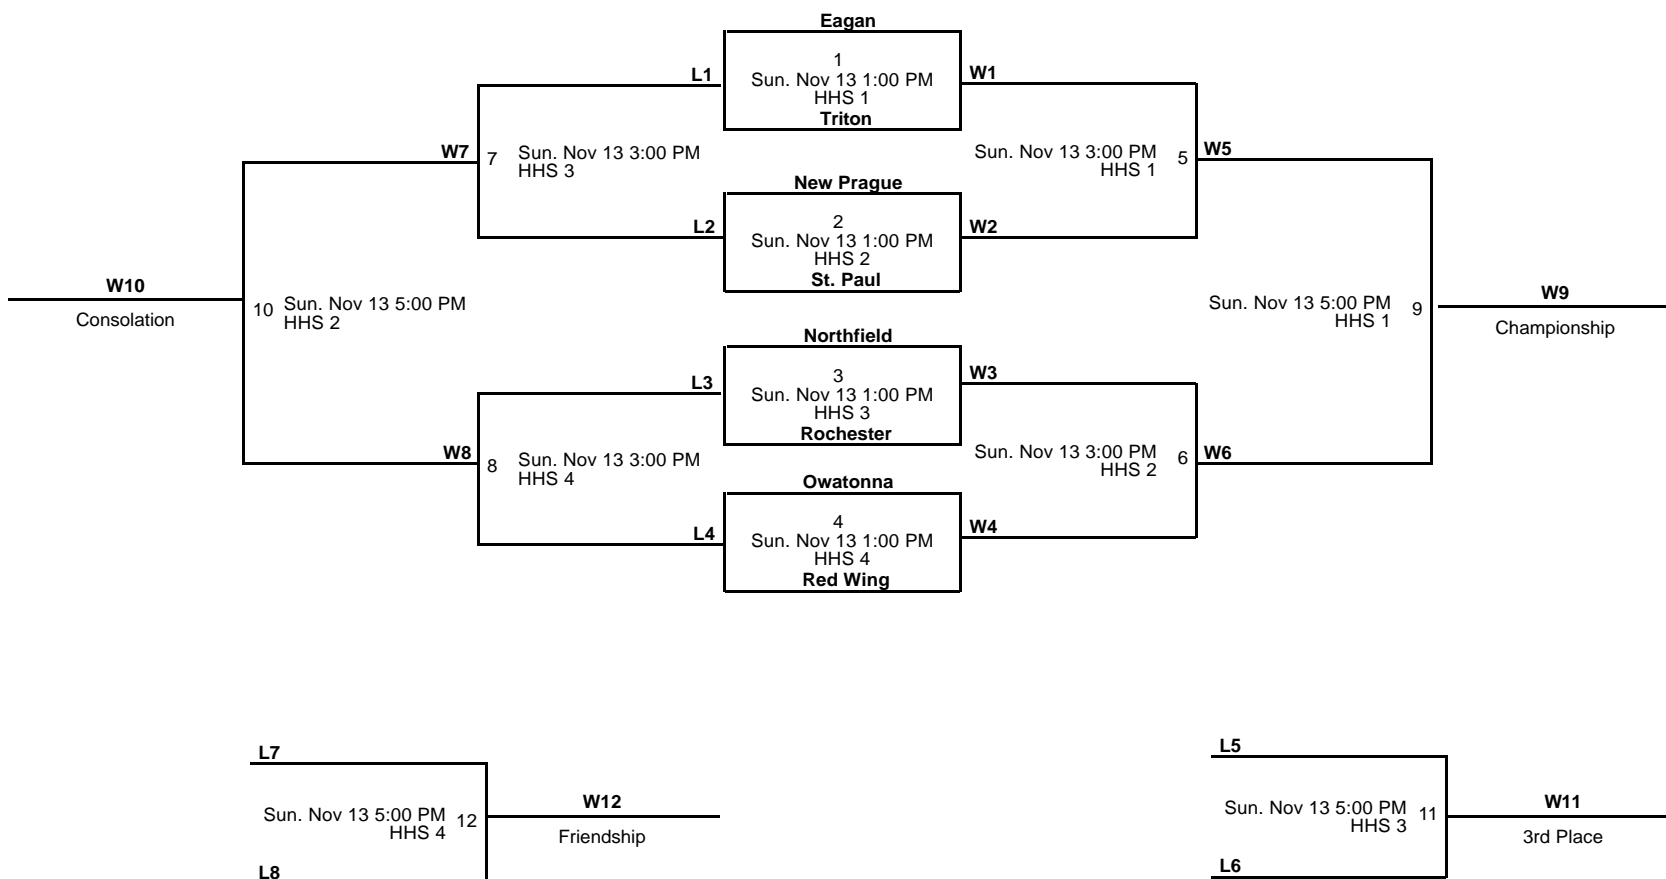 Eagan
1
Sun. Nov 13 1:00 PM
HHS 1
Triton
L1
W1
W7
7
Sun. Nov 13 3:00 PM
HHS 3
Sun. Nov 13 3:00 PM
HHS 1
5
W5
New Prague
2
Sun. Nov 13 1:00 PM
HHS 2
St. Paul
L2
W2
W10
Consolation
10
Sun. Nov 13 5:00 PM
HHS 2
Sun. Nov 13 5:00 PM
HHS 1
9
W9
Championship
Northfield
3
Sun. Nov 13 1:00 PM
HHS 3
Rochester
L3
W3
W8
8
Sun. Nov 13 3:00 PM
HHS 4
Sun. Nov 13 3:00 PM
HHS 2
6
W6
Owatonna
4
Sun. Nov 13 1:00 PM
HHS 4
Red Wing
L4
W4
L7
Sun. Nov 13 5:00 PM
HHS 4
12
W12
Friendship
L8
L5
Sun. Nov 13 5:00 PM
HHS 3
11
W11
3rd Place
L6